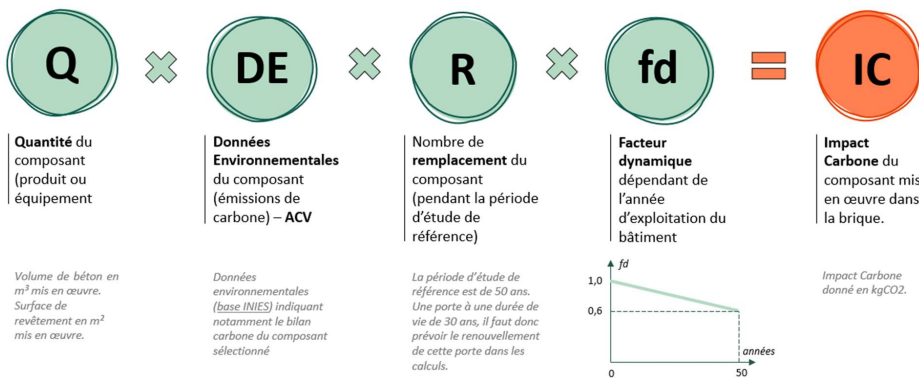 Q
DE
R
fd
IC
Quantité du
composant
(produit ou
équipement
Données
Environnementales
du composant
(émissions de
carbone) – ACV
Nombre de
remplacement du
composant
(pendant la période
d'étude de
référence)
Facteur
dynamique
dépendant de
l'année
d'exploitation du
bâtiment
Impact
Carbone du
composant mis
en œuvre dans
la brique.
Volume de béton en
m³ mis en œuvre.
Surface de
revêtement en m²
mis en œuvre.
Données
environnementales
(base INIES) indiquant
notamment le bilan
carbone du composant
sélectionné
La période d'étude de
référence est de 50 ans.
Une porte à une durée de
vie de 30 ans, il faut donc
prévoir le renouvellement
de cette porte dans les
calculs.
fd
1,0
0,6
années
0
50
Impact Carbone
donné en kgCO2.